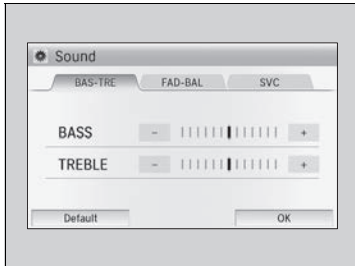 Sound
BAS-TRE FAD-BAL SVC
BASS - +
TREBLE - +
Default OK